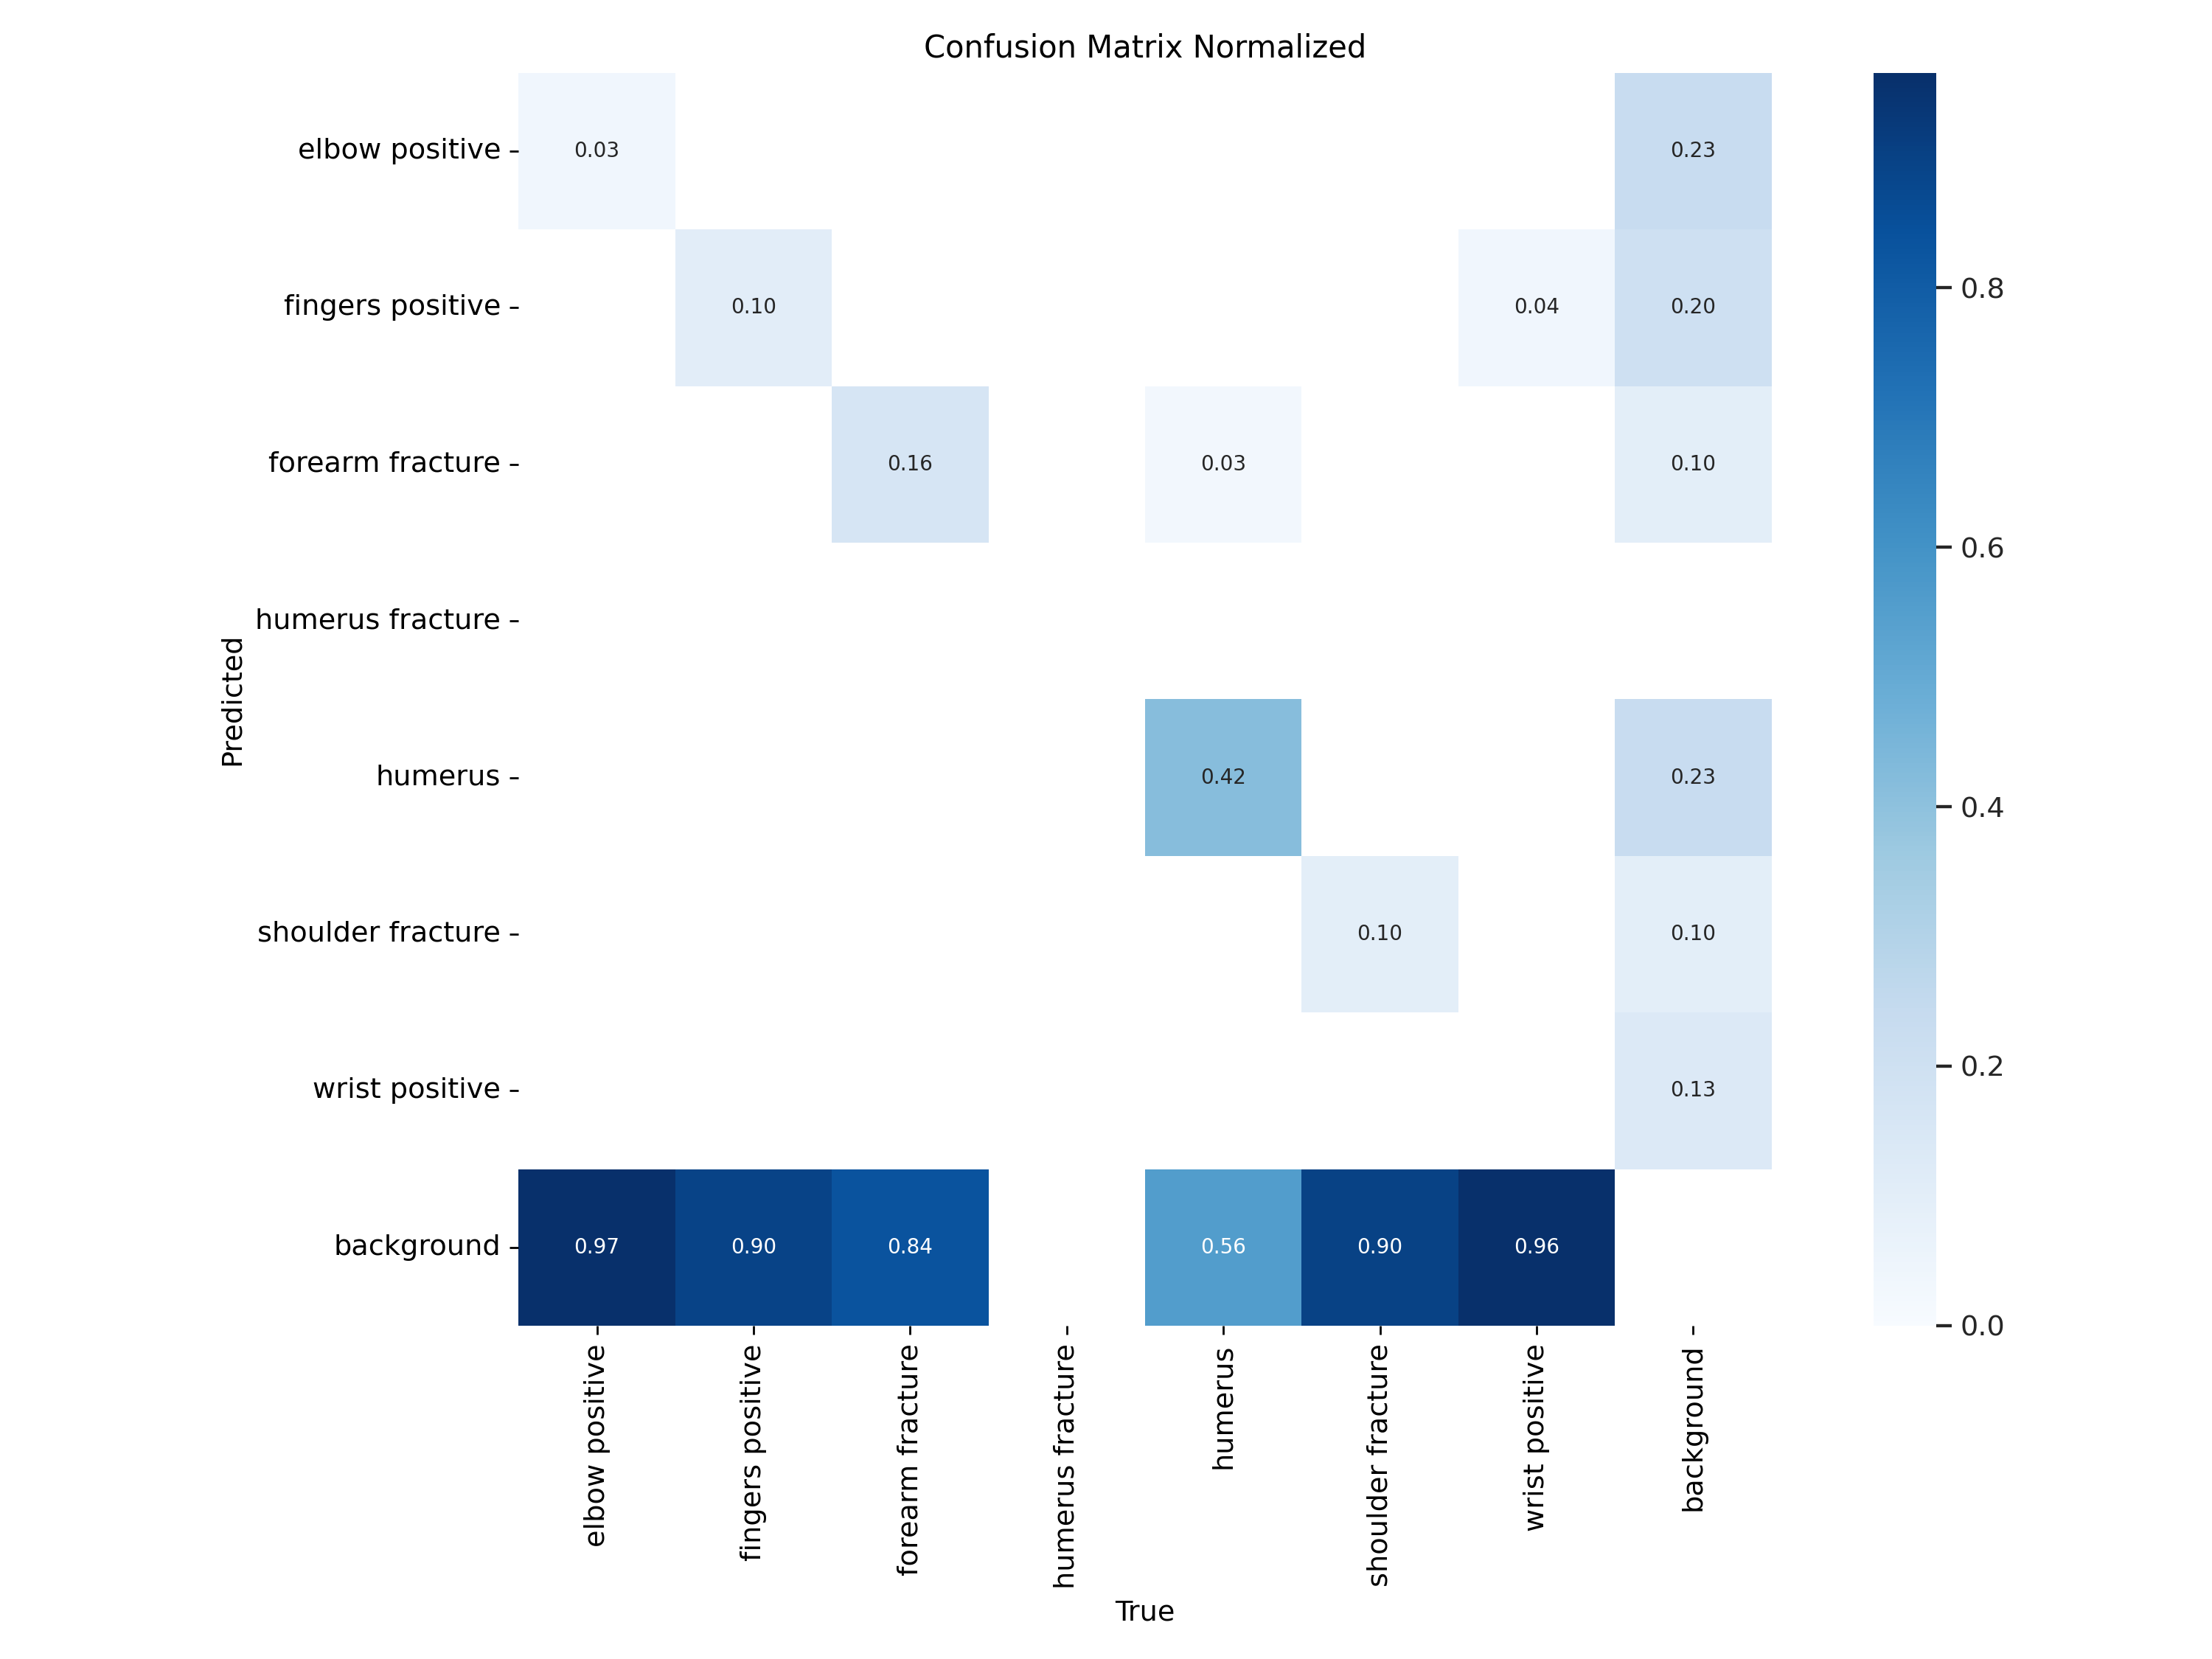 Confusion Matrix Normalized
elbow positive
0.03
0.23
fingers positive
0.10
0.04
0.20
0.8
forearm fracture
0.16
0.03
0.10
0.6
humerus fracture
Predicted
humerus
0.42
0.23
0.4
shoulder fracture
0.10
0.10
wrist positive
0.13
0.2
background
0.97
0.90
0.84
0.56
0.90
0.96
0.0
elbow positive
fingers positive
forearm fracture
humerus fracture
humerus
shoulder fracture
wrist positive
background
True